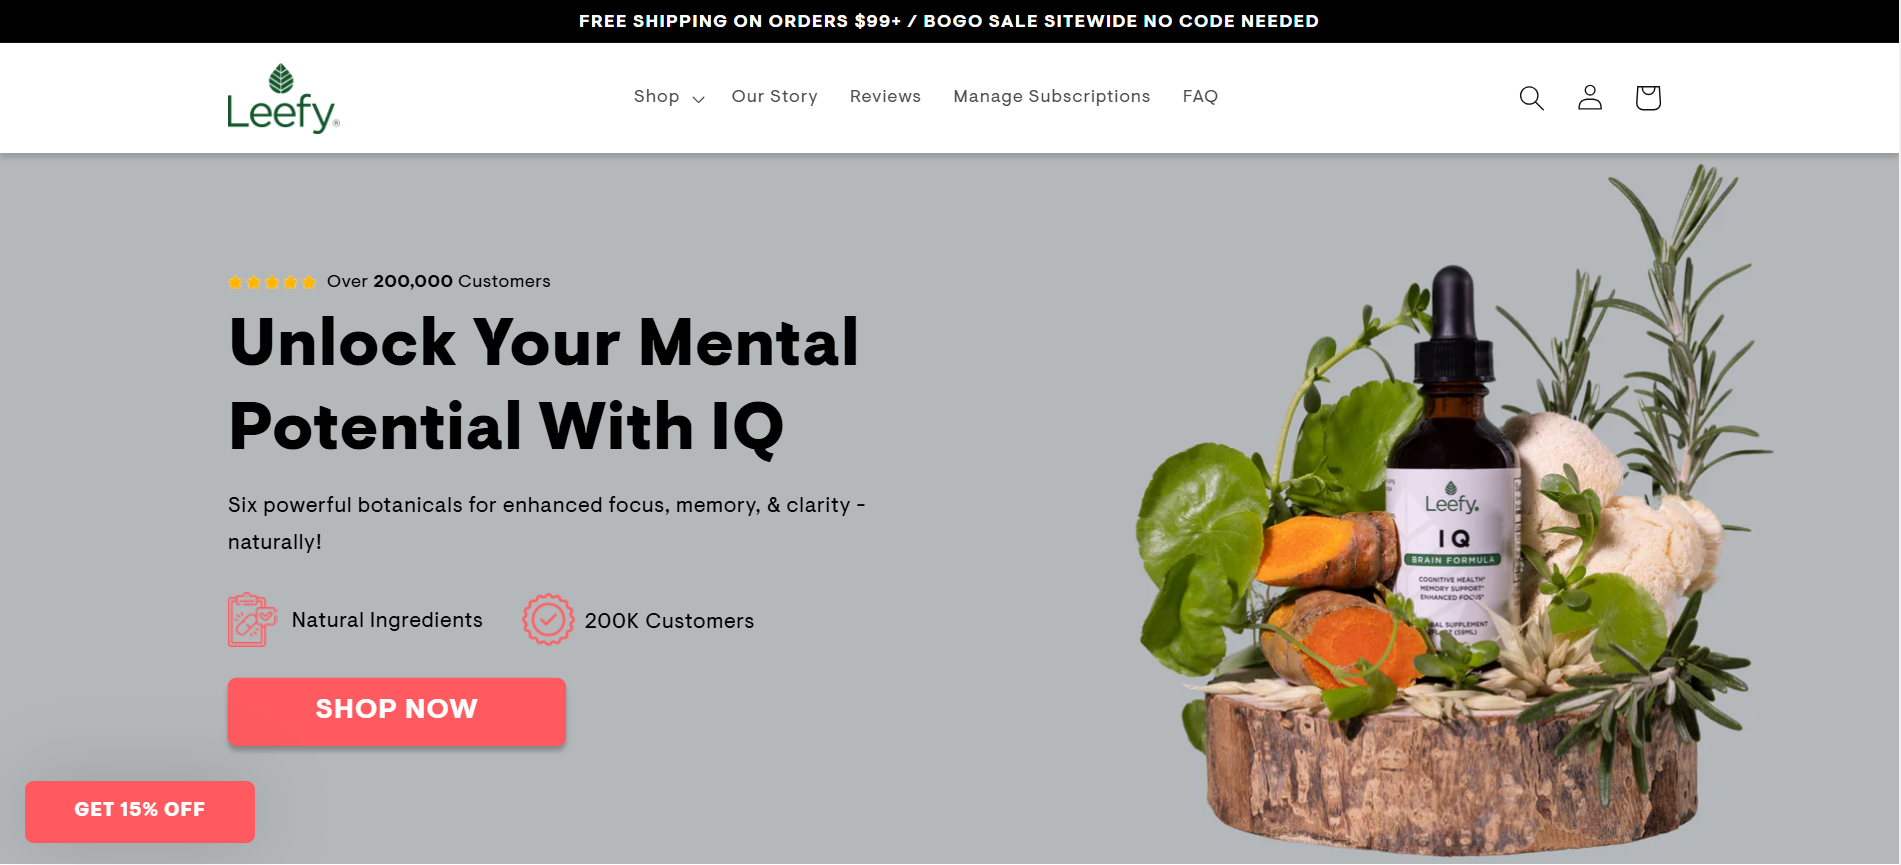 FREE SHIPPING ON ORDERS $99+ / BOGO SALE SITEWIDE NO CODE NEEDED
Leefy®
Shop
Our Story
Reviews
Manage Subscriptions
FAQ
Over 200,000 Customers
Unlock Your Mental
Potential With IQ
Six powerful botanicals for enhanced focus, memory, & clarity -
naturally!
Natural Ingredients
200K Customers
SHOP NOW
GET 15% OFF
Leefy
IQ
BRAIN FORMULA
COGNITIVE HEALTH*
MEMORY SUPPORT*
ENHANCED FOCUS*
SUPPLEMENT
(59ML)